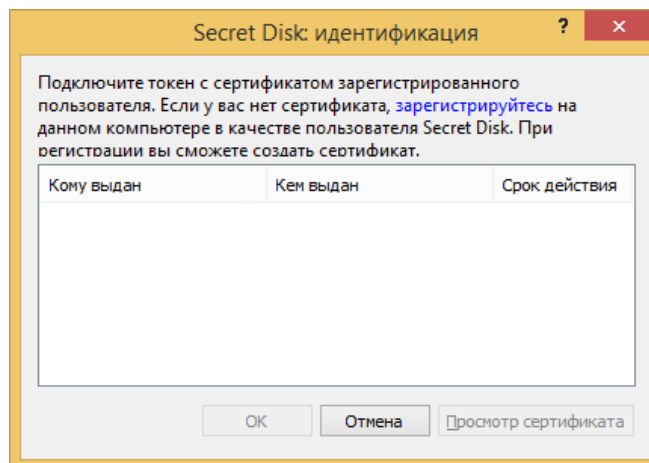 Secret Disk: идентификация ? ×
Подключите токен с сертификатом зарегистрированного
пользователя. Если у вас нет сертификата, зарегистрируйтесь на
данном компьютере в качестве пользователя Secret Disk. При
регистрации вы сможете создать сертификат.
Кому выдан Кем выдан Срок действия
OK Отмена Просмотр сертификата